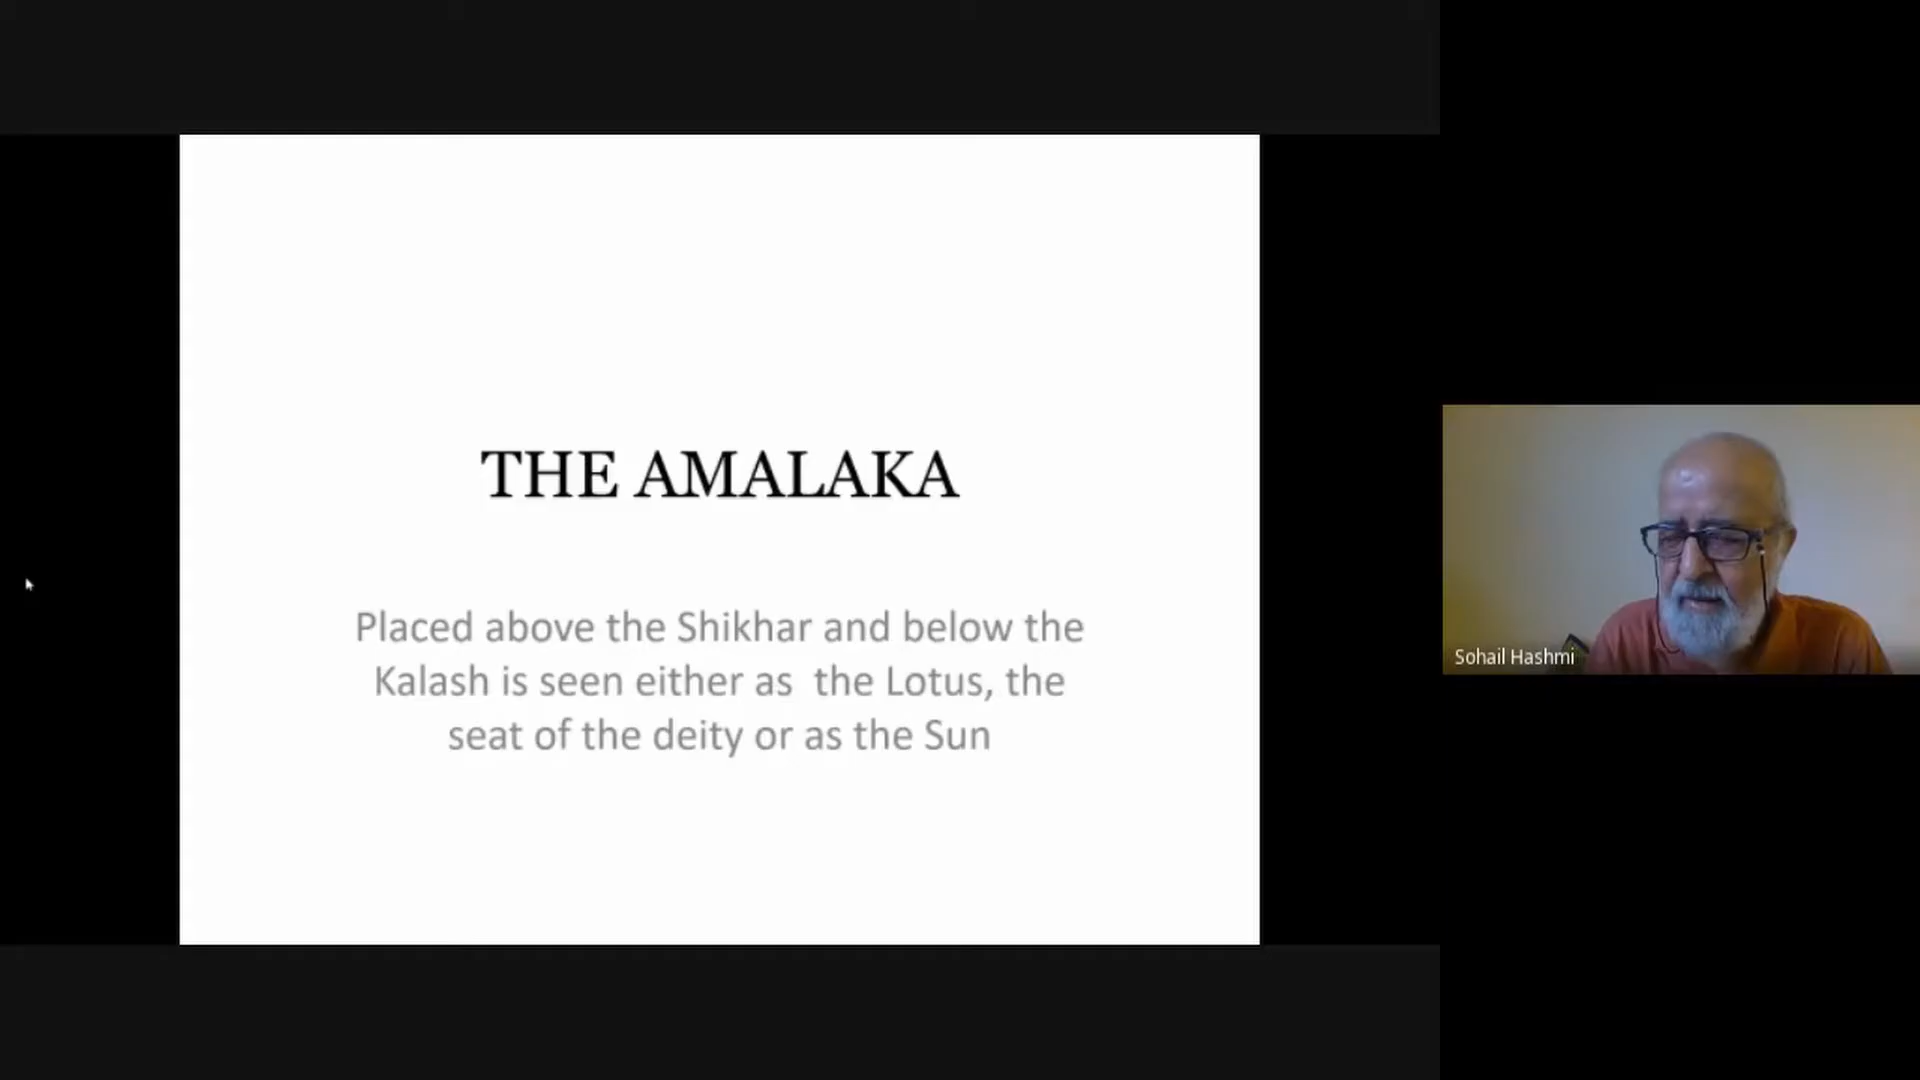 THE AMALAKA
Placed above the Shikhar and below the
Kalash is seen either as  the Lotus, the
seat of the deity or as the Sun
Sohail Hashmi